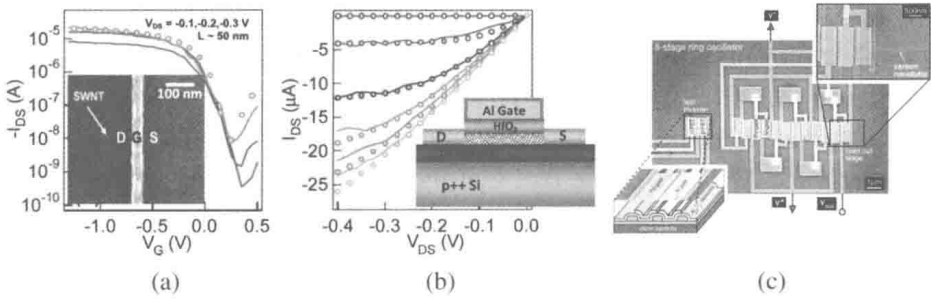 V_DS = -0.1,-0.2,-0.3 V
L ~ 50 nm
10^-5
10^-6
10^-7
10^-8
10^-9
10^-10
-I_DS (A)
SWNT
100 nm
D G S
-1.0 -0.5 0.0 0.5
V_G (V)
(a)
-5
-10
-15
-20
-25
I_DS (μA)
Al Gate
HfO₂
D S
p++ Si
-0.4 -0.3 -0.2 -0.1 0.0
V_DS (V)
(b)
5-stage ring oscillator
(c)